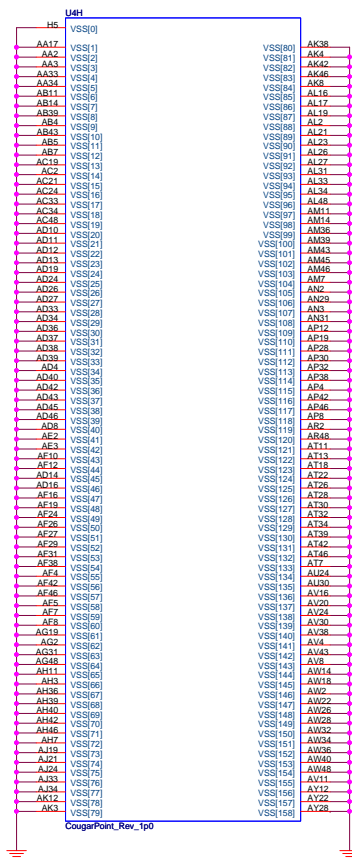 U4H
H5 VSS[0]
AA17 VSS[1] VSS[80] AK38
AA2 VSS[2] VSS[81] AK4
AA3 VSS[3] VSS[82] AK42
AA33 VSS[4] VSS[83] AK46
AA34 VSS[5] VSS[84] AK8
AB11 VSS[6] VSS[85] AL16
AB14 VSS[7] VSS[86] AL17
AB39 VSS[8] VSS[87] AL19
AB4 VSS[9] VSS[88] AL2
AB43 VSS[10] VSS[89] AL21
AB5 VSS[11] VSS[90] AL23
AB7 VSS[12] VSS[91] AL26
AC19 VSS[13] VSS[92] AL27
AC2 VSS[14] VSS[93] AL31
AC21 VSS[15] VSS[94] AL33
AC24 VSS[16] VSS[95] AL34
AC33 VSS[17] VSS[96] AL48
AC34 VSS[18] VSS[97] AM11
AC48 VSS[19] VSS[98] AM14
AD10 VSS[20] VSS[99] AM36
AD11 VSS[21] VSS[100] AM39
AD12 VSS[22] VSS[101] AM43
AD13 VSS[23] VSS[102] AM45
AD19 VSS[24] VSS[103] AM46
AD24 VSS[25] VSS[104] AM7
AD26 VSS[26] VSS[105] AN2
AD27 VSS[27] VSS[106] AN29
AD33 VSS[28] VSS[107] AN3
AD34 VSS[29] VSS[108] AN31
AD36 VSS[30] VSS[109] AP12
AD37 VSS[31] VSS[110] AP19
AD38 VSS[32] VSS[111] AP28
AD39 VSS[33] VSS[112] AP30
AD4 VSS[34] VSS[113] AP32
AD40 VSS[35] VSS[114] AP38
AD42 VSS[36] VSS[115] AP4
AD43 VSS[37] VSS[116] AP42
AD45 VSS[38] VSS[117] AP46
AD46 VSS[39] VSS[118] AP8
AD8 VSS[40] VSS[119] AR2
AE2 VSS[41] VSS[120] AR48
AE3 VSS[42] VSS[121] AT11
AF10 VSS[43] VSS[122] AT13
AF12 VSS[44] VSS[123] AT18
AD14 VSS[45] VSS[124] AT22
AD16 VSS[46] VSS[125] AT26
AF16 VSS[47] VSS[126] AT28
AF19 VSS[48] VSS[127] AT30
AF24 VSS[49] VSS[128] AT32
AF26 VSS[50] VSS[129] AT34
AF27 VSS[51] VSS[130] AT39
AF29 VSS[52] VSS[131] AT42
AF31 VSS[53] VSS[132] AT46
AF38 VSS[54] VSS[133] AT7
AF4 VSS[55] VSS[134] AU24
AF42 VSS[56] VSS[135] AU30
AF46 VSS[57] VSS[136] AV16
AF5 VSS[58] VSS[137] AV20
AF7 VSS[59] VSS[138] AV24
AF8 VSS[60] VSS[139] AV30
AG19 VSS[61] VSS[140] AV38
AG2 VSS[62] VSS[141] AV4
AG31 VSS[63] VSS[142] AV43
AG48 VSS[64] VSS[143] AV8
AH11 VSS[65] VSS[144] AW14
AH3 VSS[66] VSS[145] AW18
AH36 VSS[67] VSS[146] AW2
AH39 VSS[68] VSS[147] AW22
AH40 VSS[69] VSS[148] AW26
AH42 VSS[70] VSS[149] AW28
AH46 VSS[71] VSS[150] AW32
AH7 VSS[72] VSS[151] AW34
AJ19 VSS[73] VSS[152] AW36
AJ21 VSS[74] VSS[153] AW40
AJ24 VSS[75] VSS[154] AW48
AJ33 VSS[76] VSS[155] AV11
AJ34 VSS[77] VSS[156] AY12
AK12 VSS[78] VSS[157] AY22
AK3 VSS[79] VSS[158] AY28
CougarPoint_Rev_1p0